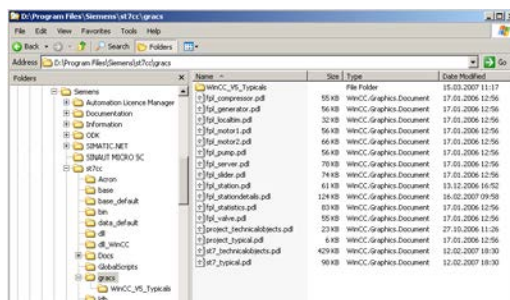 D:\Program Files\Siemens\st7cc\gracs
File Edit View Favorites Tools Help
Back Search Folders
Address D:\Program Files\Siemens\st7cc\gracs Go
Folders
Siemens
Automation Licence Manager
Documentation
Information
ODK
SIMATIC.NET
SINAUT MICRO SC
st7cc
Acron
base
base_default
bin
data_default
dll
dll_WinCC
Docs
GlobalScripts
gracs
WinCC_V5_Typicals
Name Size Type Date Modified
WinCC_V5_Typicals File Folder 15.03.2007 11:17
fpl_compressor.pdl 55 KB WinCC.Graphics.Document 17.01.2006 12:56
fpl_generator.pdl 56 KB WinCC.Graphics.Document 17.01.2006 12:56
fpl_localtim.pdl 32 KB WinCC.Graphics.Document 17.01.2006 12:56
fpl_motor1.pdl 56 KB WinCC.Graphics.Document 17.01.2006 12:56
fpl_motor2.pdl 66 KB WinCC.Graphics.Document 17.01.2006 12:56
fpl_pump.pdl 56 KB WinCC.Graphics.Document 17.01.2006 12:56
fpl_server.pdl 78 KB WinCC.Graphics.Document 17.01.2006 12:56
fpl_slider.pdl 74 KB WinCC.Graphics.Document 17.01.2006 12:56
fpl_station.pdl 61 KB WinCC.Graphics.Document 13.12.2006 16:52
fpl_stationdetails.pdl 124 KB WinCC.Graphics.Document 16.02.2007 09:58
fpl_statistics.pdl 83 KB WinCC.Graphics.Document 17.01.2006 12:56
fpl_valve.pdl 55 KB WinCC.Graphics.Document 17.01.2006 12:56
project_technicalobjects.pdl 23 KB WinCC.Graphics.Document 27.10.2006 11:26
project_typical.pdl 6 KB WinCC.Graphics.Document 17.01.2006 12:56
st7_technicalobjects.pdl 429 KB WinCC.Graphics.Document 12.02.2007 18:30
st7_typical.pdl 90 KB WinCC.Graphics.Document 12.02.2007 18:30